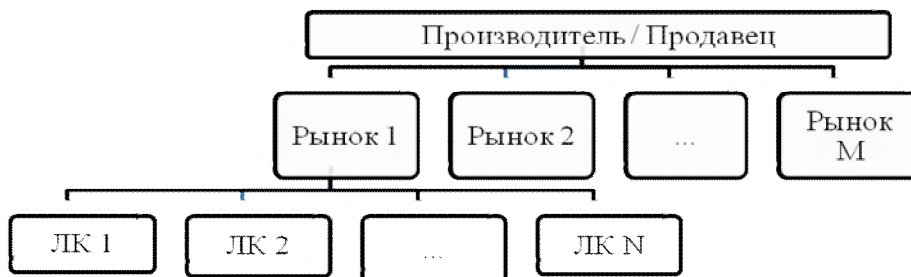 Производитель / Продавец
Рынок 1
Рынок 2
...
Рынок
М
ЛК 1
ЛК 2
...
ЛК N